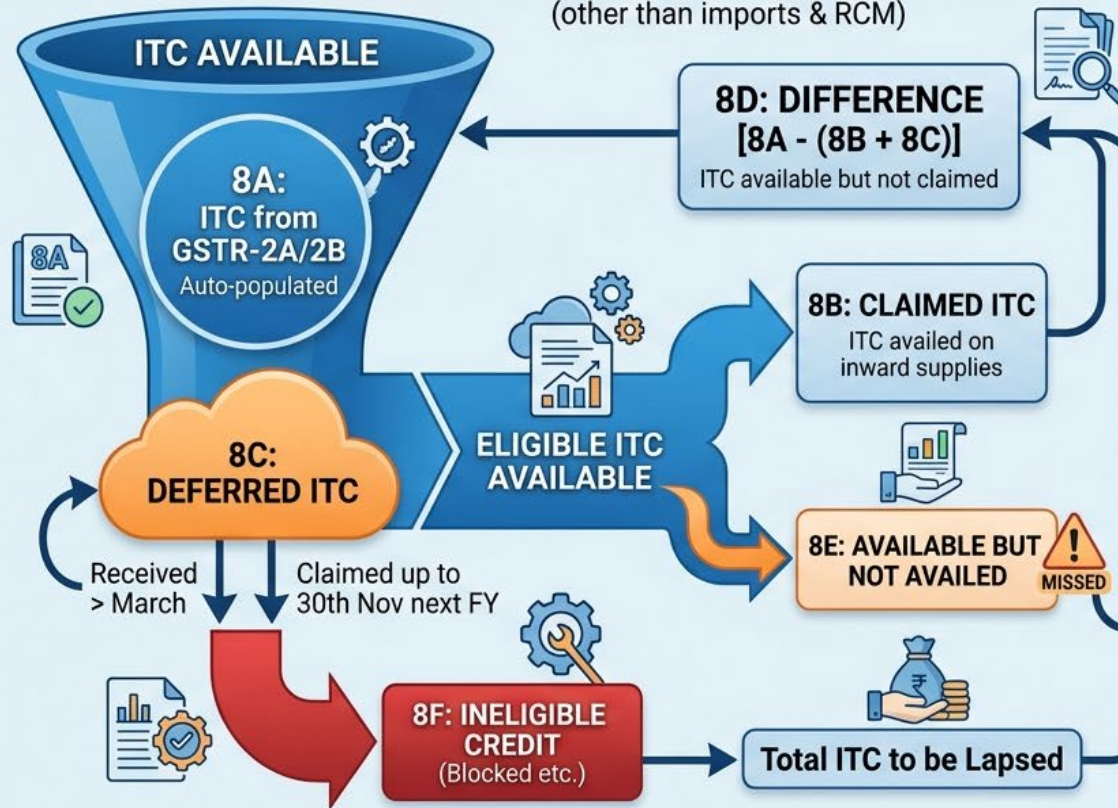 (other than imports & RCM)
ITC AVAILABLE
8A:
ITC from
GSTR-2A/2B
Auto-populated
8A
8D: DIFFERENCE
[8A - (8B + 8C)]
ITC available but not claimed
8B: CLAIMED ITC
ITC availed on
inward supplies
ELIGIBLE ITC
AVAILABLE
8C:
DEFERRED ITC
8E: AVAILABLE BUT
NOT AVAILED
!
MISSED
Received
> March
Claimed up to
30th Nov next FY
8F: INELIGIBLE
CREDIT
(Blocked etc.)
₹
Total ITC to be Lapsed